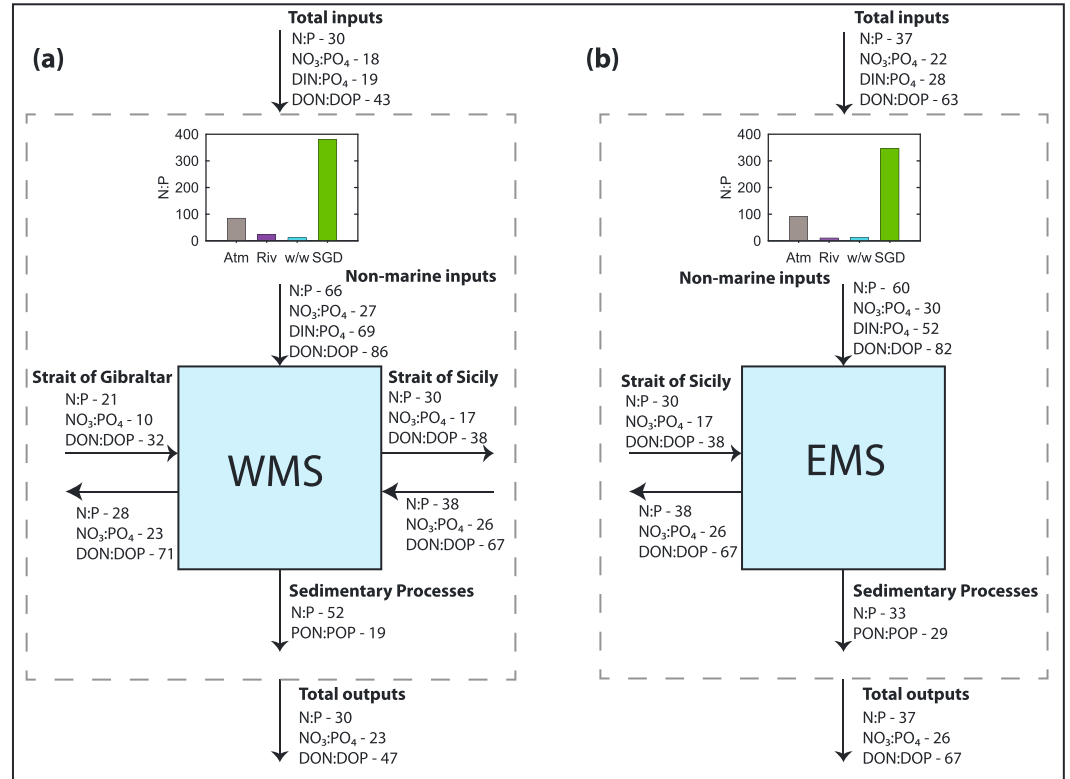 (a)
Total inputs
N:P - 30
NO₃:PO₄ - 18
DIN:PO₄ - 19
DON:DOP - 43
400
300
200
100
0
N:P
Atm Riv w/w SGD
Non-marine inputs
N:P - 66
NO₃:PO₄ - 27
DIN:PO₄ - 69
DON:DOP - 86
Strait of Gibraltar
N:P - 21
NO₃:PO₄ - 10
DON:DOP - 32
N:P - 28
NO₃:PO₄ - 23
DON:DOP - 71
WMS
Strait of Sicily
N:P - 30
NO₃:PO₄ - 17
DON:DOP - 38
N:P - 38
NO₃:PO₄ - 26
DON:DOP - 67
Sedimentary Processes
N:P - 52
PON:POP - 19
Total outputs
N:P - 30
NO₃:PO₄ - 23
DON:DOP - 47
(b)
Total inputs
N:P - 37
NO₃:PO₄ - 22
DIN:PO₄ - 28
DON:DOP - 63
400
300
200
100
0
N:P
Atm Riv w/w SGD
Non-marine inputs
N:P - 60
NO₃:PO₄ - 30
DIN:PO₄ - 52
DON:DOP - 82
Strait of Sicily
N:P - 30
NO₃:PO₄ - 17
DON:DOP - 38
N:P - 38
NO₃:PO₄ - 26
DON:DOP - 67
EMS
Sedimentary Processes
N:P - 33
PON:POP - 29
Total outputs
N:P - 37
NO₃:PO₄ - 26
DON:DOP - 67